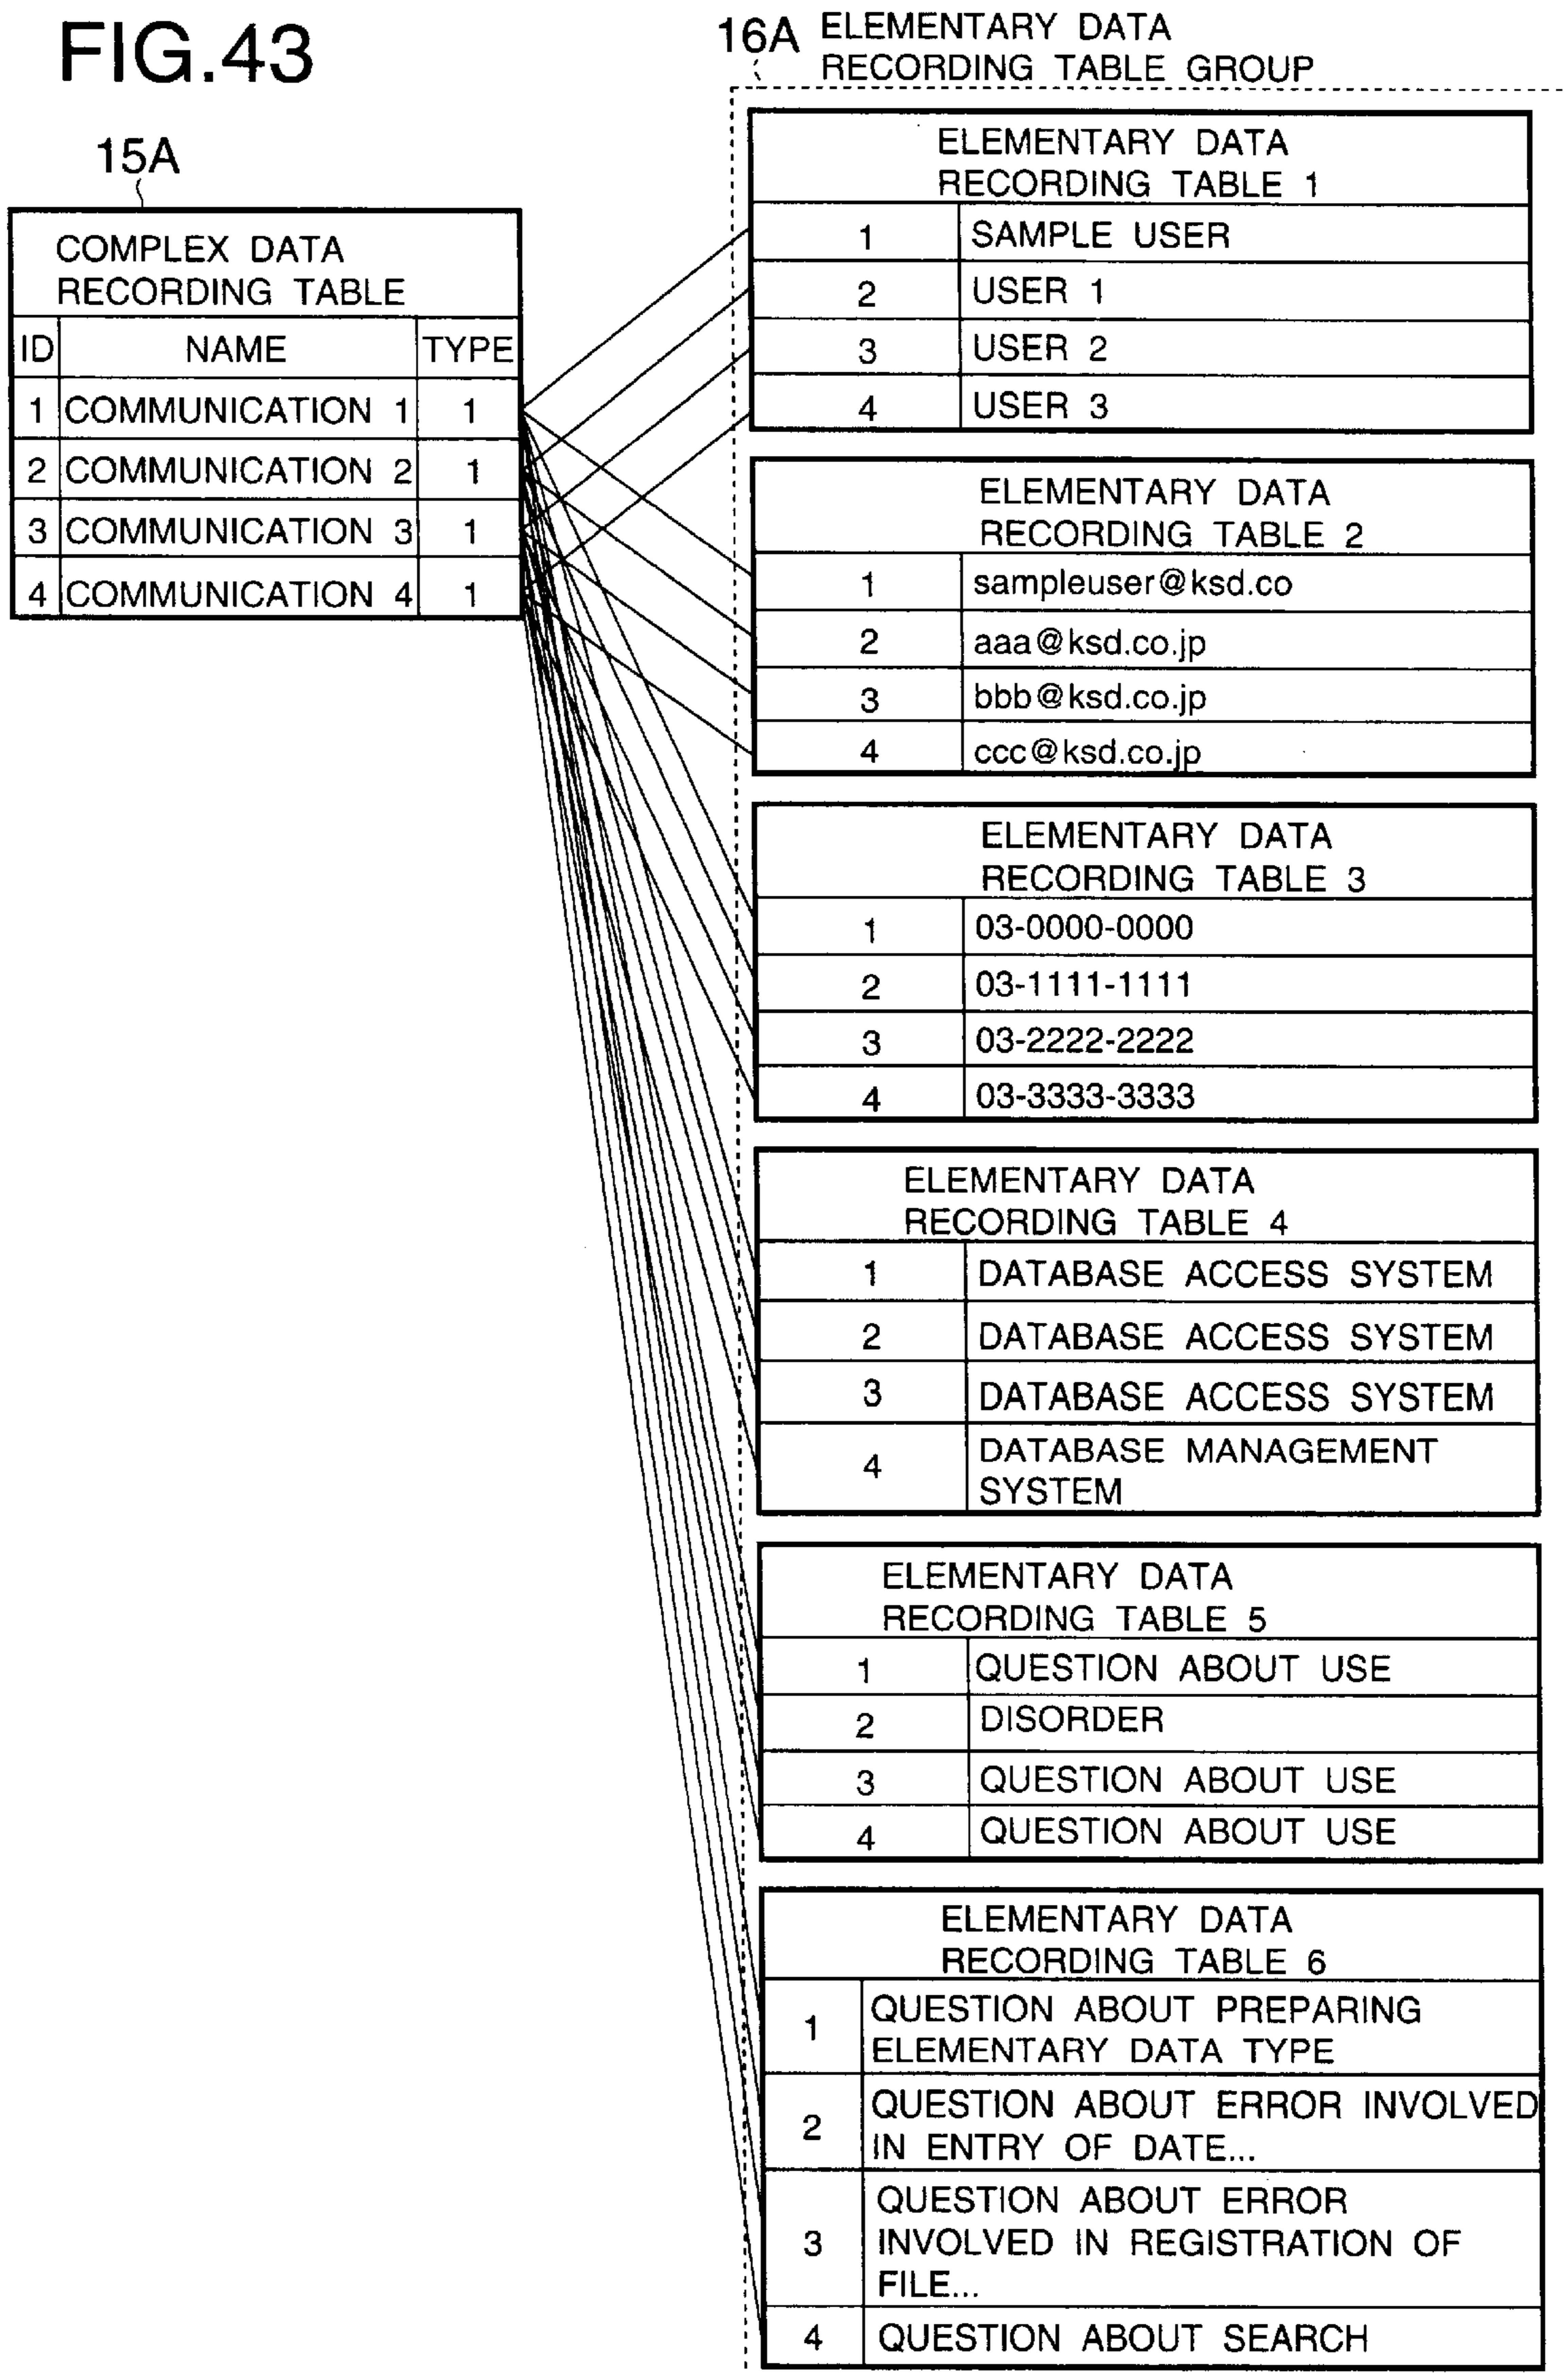 FIG.43
16A ELEMENTARY DATA
RECORDING TABLE GROUP
15A
COMPLEX DATA
RECORDING TABLE
ID NAME TYPE
1 COMMUNICATION 1 1
2 COMMUNICATION 2 1
3 COMMUNICATION 3 1
4 COMMUNICATION 4 1
ELEMENTARY DATA
RECORDING TABLE 1
1 SAMPLE USER
2 USER 1
3 USER 2
4 USER 3
ELEMENTARY DATA
RECORDING TABLE 2
1 sampleuser@ksd.co
2 aaa@ksd.co.jp
3 bbb@ksd.co.jp
4 ccc@ksd.co.jp
ELEMENTARY DATA
RECORDING TABLE 3
1 03-0000-0000
2 03-1111-1111
3 03-2222-2222
4 03-3333-3333
ELEMENTARY DATA
RECORDING TABLE 4
1 DATABASE ACCESS SYSTEM
2 DATABASE ACCESS SYSTEM
3 DATABASE ACCESS SYSTEM
4 DATABASE MANAGEMENT
SYSTEM
ELEMENTARY DATA
RECORDING TABLE 5
1 QUESTION ABOUT USE
2 DISORDER
3 QUESTION ABOUT USE
4 QUESTION ABOUT USE
ELEMENTARY DATA
RECORDING TABLE 6
1 QUESTION ABOUT PREPARING
ELEMENTARY DATA TYPE
2 QUESTION ABOUT ERROR INVOLVED
IN ENTRY OF DATE...
3 QUESTION ABOUT ERROR
INVOLVED IN REGISTRATION OF
FILE...
4 QUESTION ABOUT SEARCH